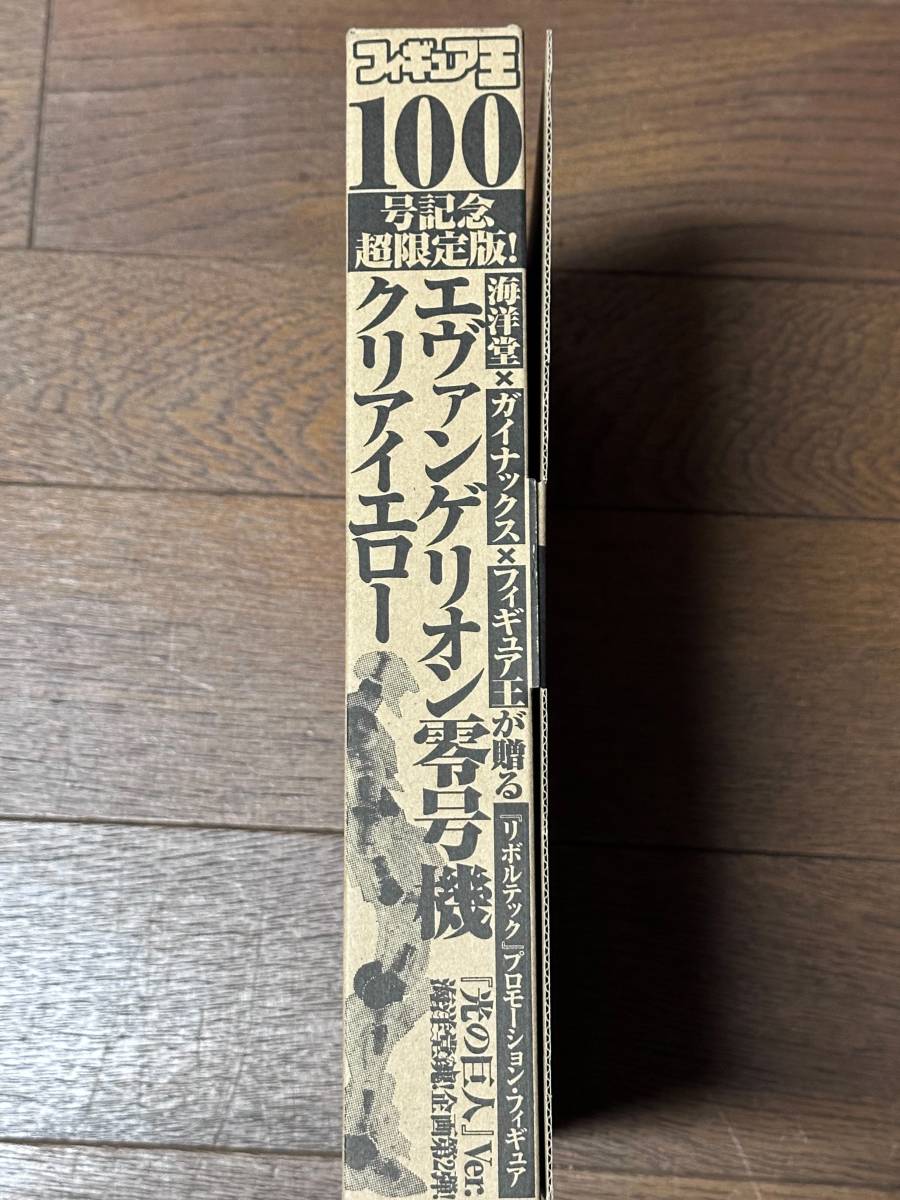 フィギュア王
100
号記念
超限定版!
海洋堂×ガイナックス×フィギュア王が贈る
『リボルテック』プロモーション・フィギュア
エヴァンゲリオン零号機
クリアイエロー
『光の巨人』Ver.
海洋堂魂!企画第2弾!